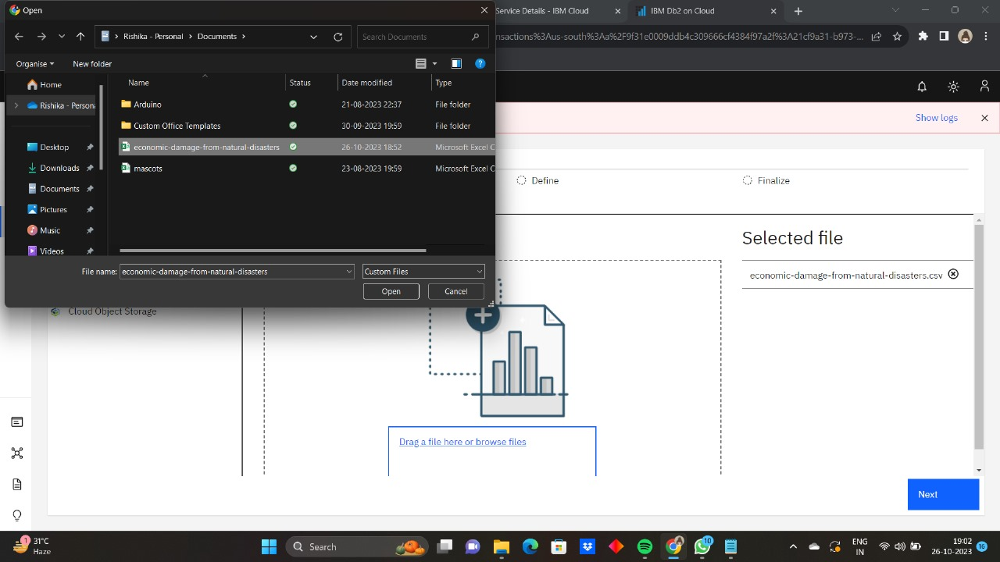 Open
Service Details - IBM Cloud
IBM Db2 on Cloud
Rishika - Personal > Documents >
Search Documents
nsactions%3Aus-south%3Aa%2F9f31e0009ddb4c309666cf4384f97a2f%3A21cf9a31-b973-...
Organise
New folder
Name
Status
Date modified
Type
Home
Rishika - Persona
Desktop
Downloads
Documents
Pictures
Music
Videos
Arduino
21-08-2023 22:37
File folder
Custom Office Templates
30-09-2023 19:59
File folder
economic-damage-from-natural-disasters
26-10-2023 18:52
Microsoft Excel C
mascots
23-08-2023 19:59
Microsoft Excel C
File name:
economic-damage-from-natural-disasters
Custom Files
Open
Cancel
Show logs
Define
Finalize
Selected file
economic-damage-from-natural-disasters.csv
Cloud Object Storage
Drag a file here or browse files
Next
1
31°C
Haze
Search
10
ENG
IN
19:02
26-10-2023
16